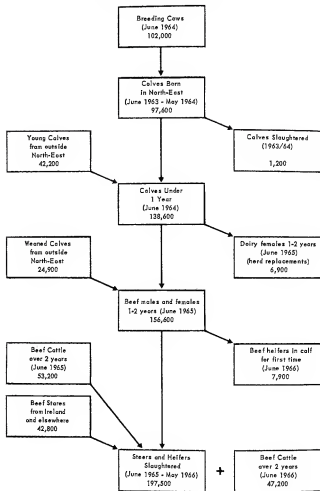 Breeding Cows
(June 1964)
102,000
Calves Born
in North-East
(June 1963 - May 1964)
97,600
Young Calves
from outside
North-East
42,200
Calves Slaughtered
(1963/64)
1,200
Calves Under
1 Year
(June 1964)
138,600
Weaned Calves
from outside
North-East
24,900
Dairy females 1-2 years
(June 1965)
(herd replacements)
6,900
Beef males and females
1-2 years (June 1965)
156,600
Beef Cattle
over 2 years
(June 1965)
53,200
Beef heifers in calf
for first time
(June 1966)
7,900
Beef Stores
from Ireland
and elsewhere
42,800
Steers and Heifers
Slaughtered
(June 1965 - May 1966)
197,500
+
Beef Cattle
over 2 years
(June 1966)
47,200